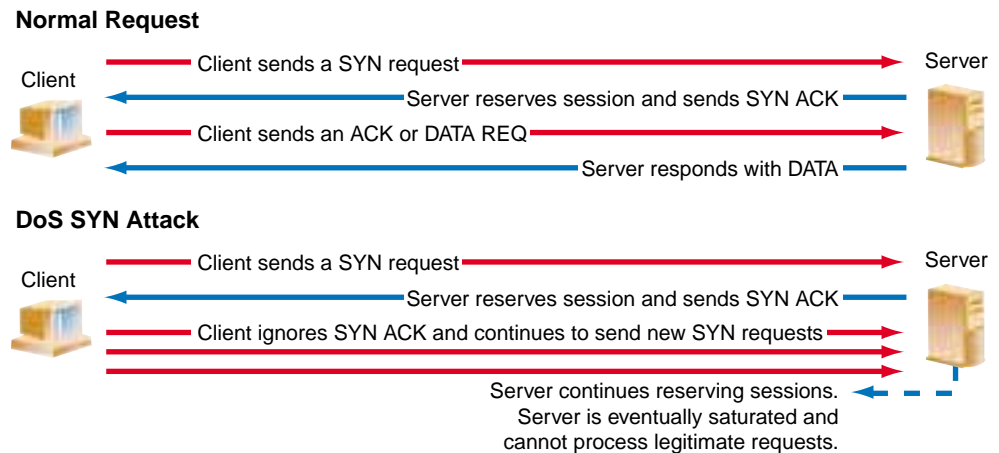 Normal Request
Client
Client sends a SYN request
Server
Server reserves session and sends SYN ACK
Client sends an ACK or DATA REQ
Server responds with DATA
DoS SYN Attack
Client
Client sends a SYN request
Server
Server reserves session and sends SYN ACK
Client ignores SYN ACK and continues to send new SYN requests
Server continues reserving sessions.
Server is eventually saturated and
cannot process legitimate requests.